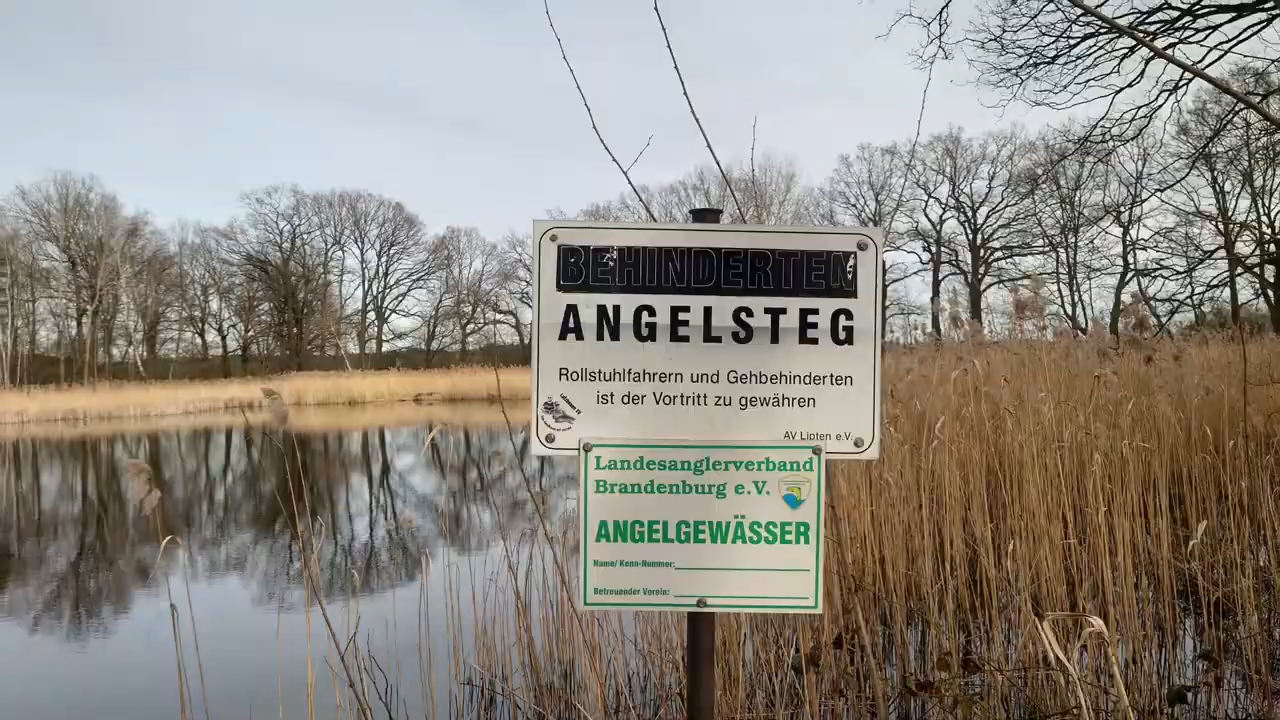 BEHINDERTEN
ANGELSTEG
Rollstuhlfahrern und Gehbehinderten
ist der Vortritt zu gewähren
AV Lipten e.V.
Landesanglerverband
Brandenburg e.V.
ANGELGEWÄSSER
Name/ Kenn-Nummer:
Betreuender Verein: